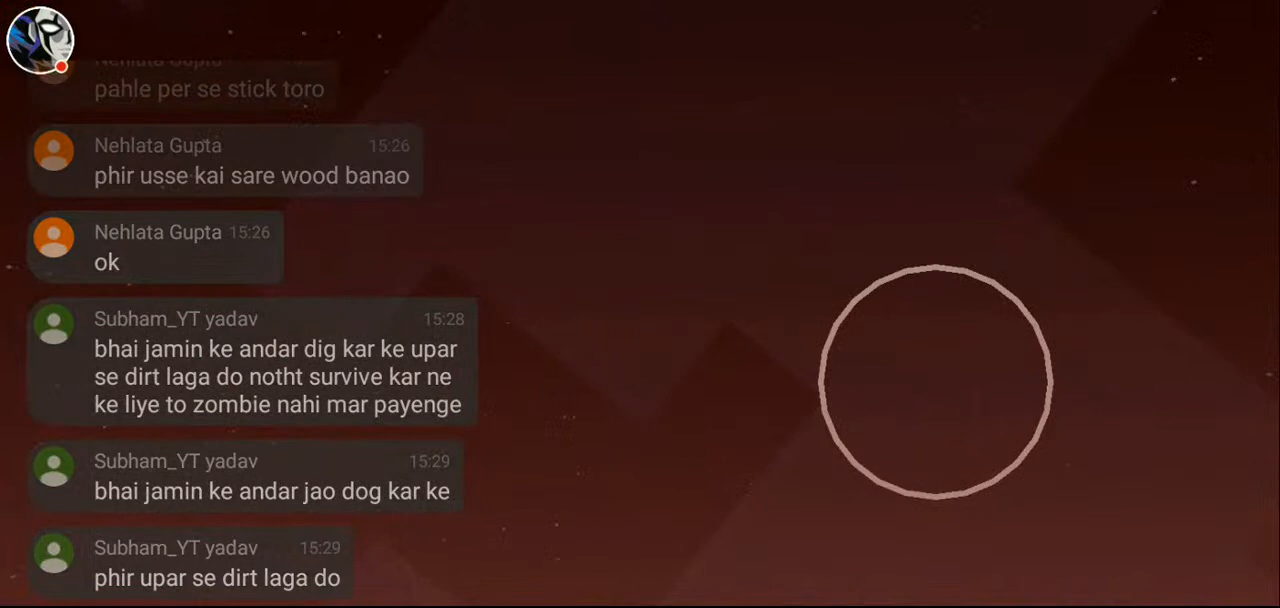 Nehlata Gupta
pahle per se stick toro
Nehlata Gupta 15:26
phir usse kai sare wood banao
Nehlata Gupta 15:26
ok
Subham_YT yadav 15:28
bhai jamin ke andar dig kar ke upar
se dirt laga do notht survive kar ne
ke liye to zombie nahi mar payenge
Subham_YT yadav 15:29
bhai jamin ke andar jao dog kar ke
Subham_YT yadav 15:29
phir upar se dirt laga do